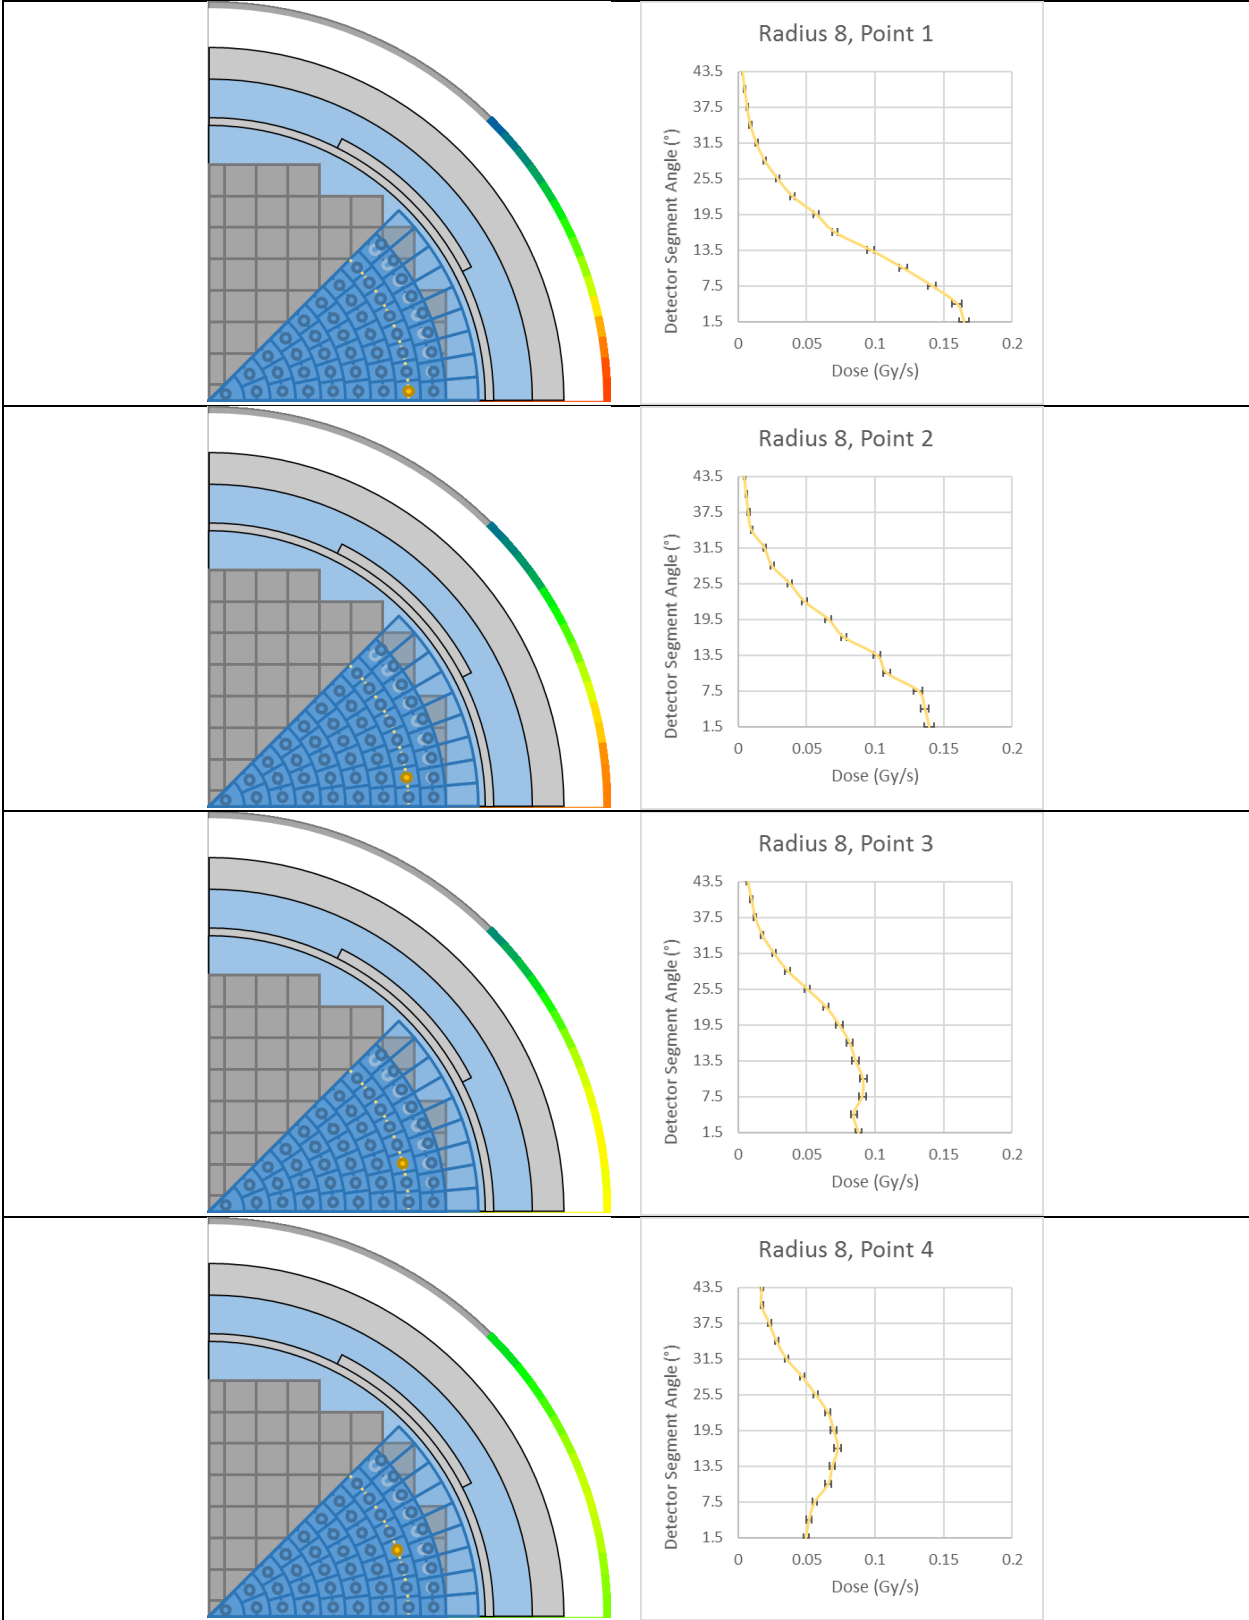 Radius 8, Point 1
Detector Segment Angle (°)
43.5
37.5
31.5
25.5
19.5
13.5
7.5
1.5
0 0.05 0.1 0.15 0.2
Dose (Gy/s)
Radius 8, Point 2
Detector Segment Angle (°)
43.5
37.5
31.5
25.5
19.5
13.5
7.5
1.5
0 0.05 0.1 0.15 0.2
Dose (Gy/s)
Radius 8, Point 3
Detector Segment Angle (°)
43.5
37.5
31.5
25.5
19.5
13.5
7.5
1.5
0 0.05 0.1 0.15 0.2
Dose (Gy/s)
Radius 8, Point 4
Detector Segment Angle (°)
43.5
37.5
31.5
25.5
19.5
13.5
7.5
1.5
0 0.05 0.1 0.15 0.2
Dose (Gy/s)